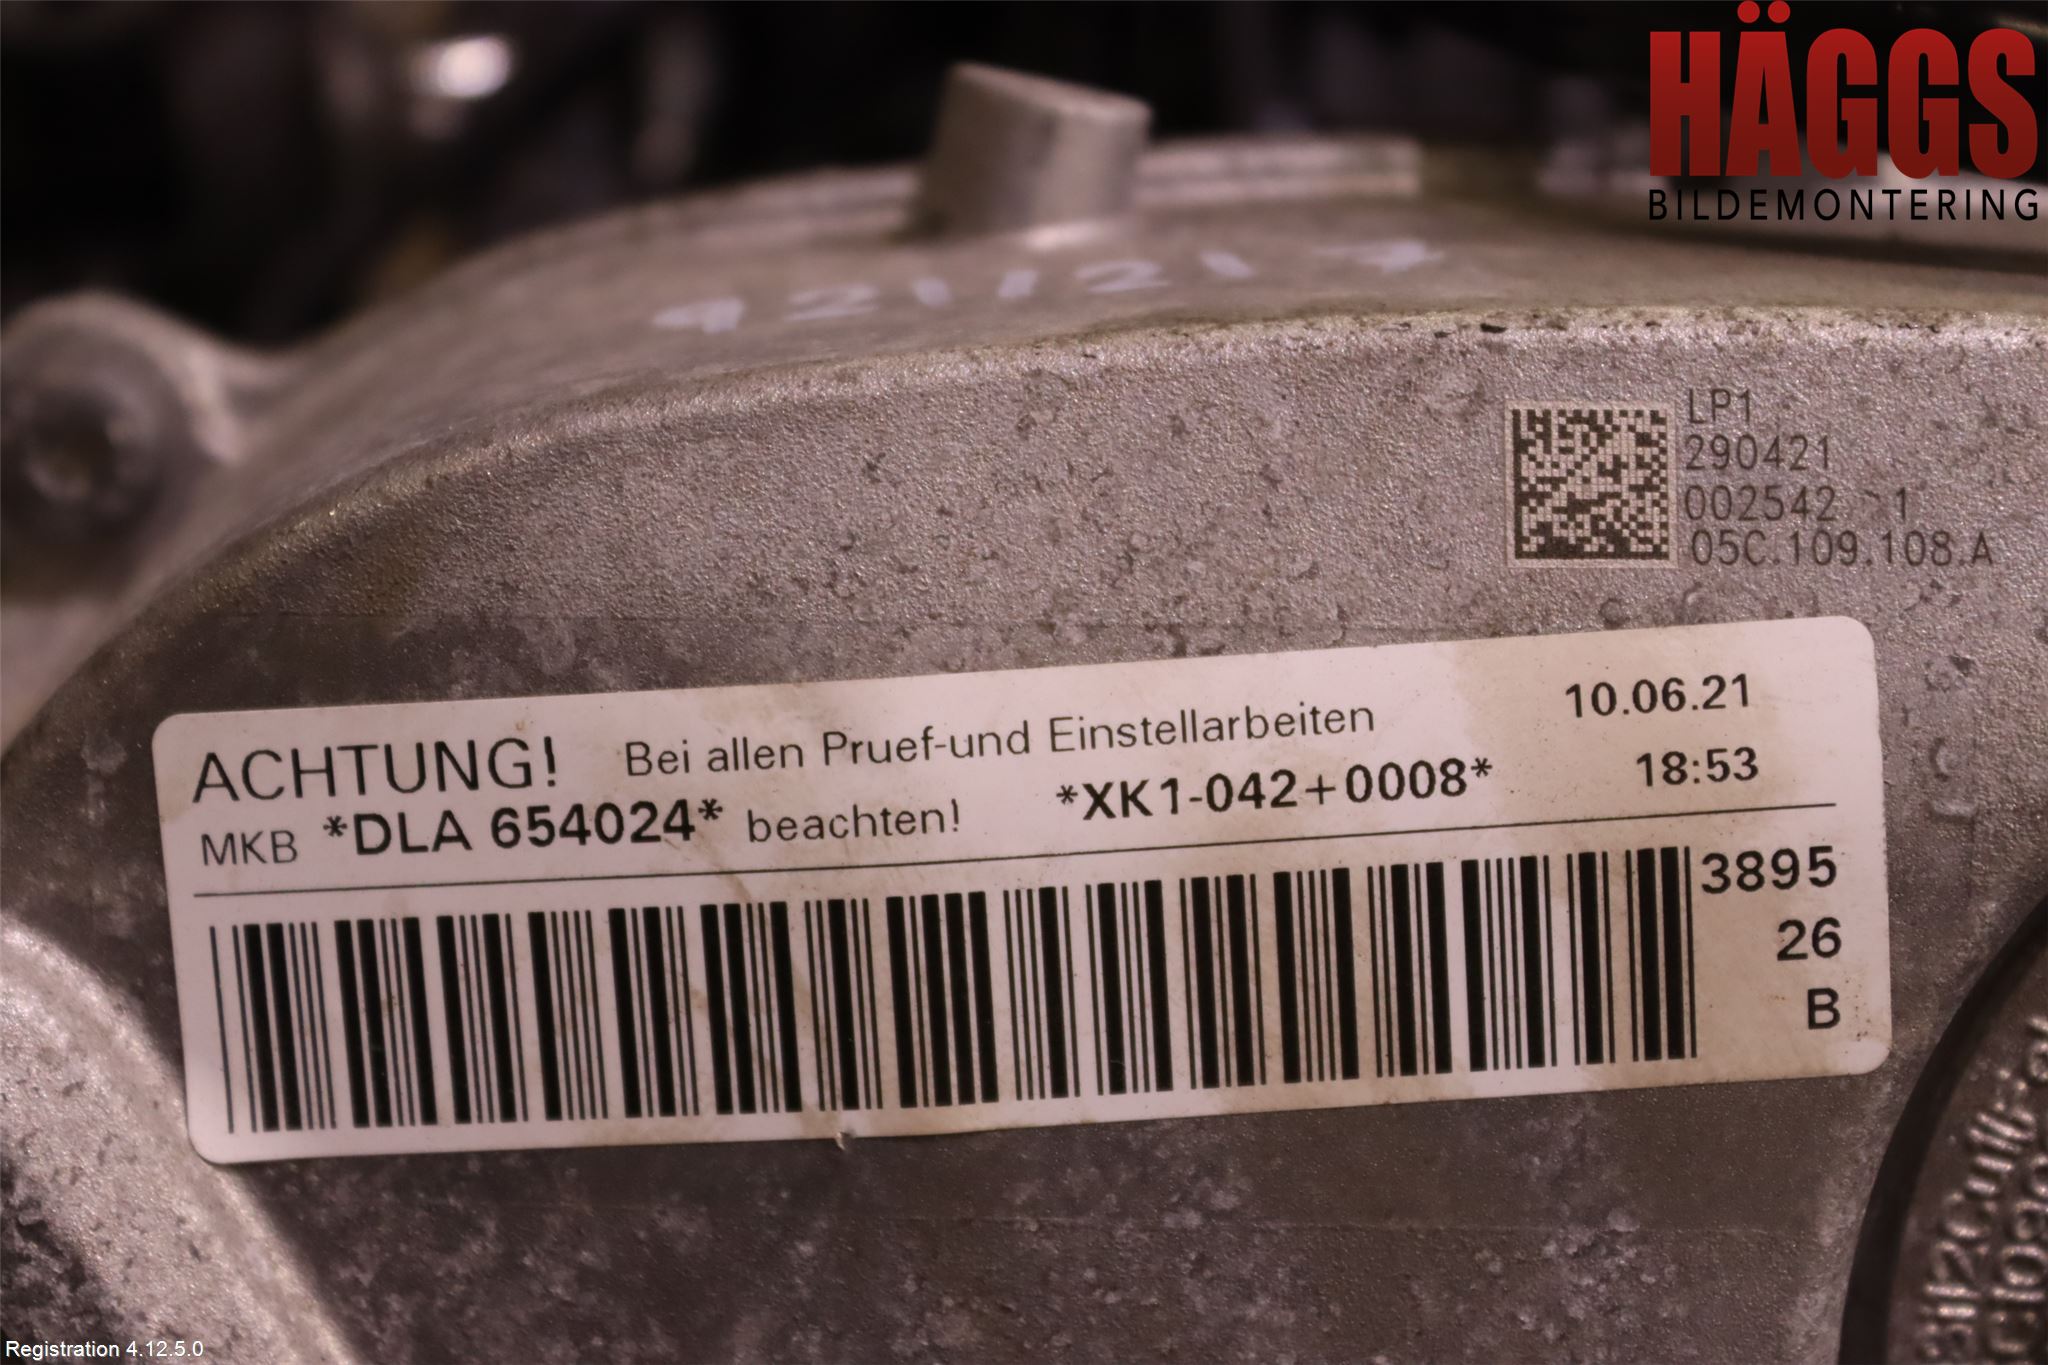 HÄGGS
BILDEMONTERING
LP1
290421
002542 1
05C.109.108.A
ACHTUNG! Bei allen Pruef-und Einstellarbeiten 10.06.21
MKB *DLA 654024* beachten! *XK1-042+0008* 18:53
3895
26
B
Registration 4.12.5.0